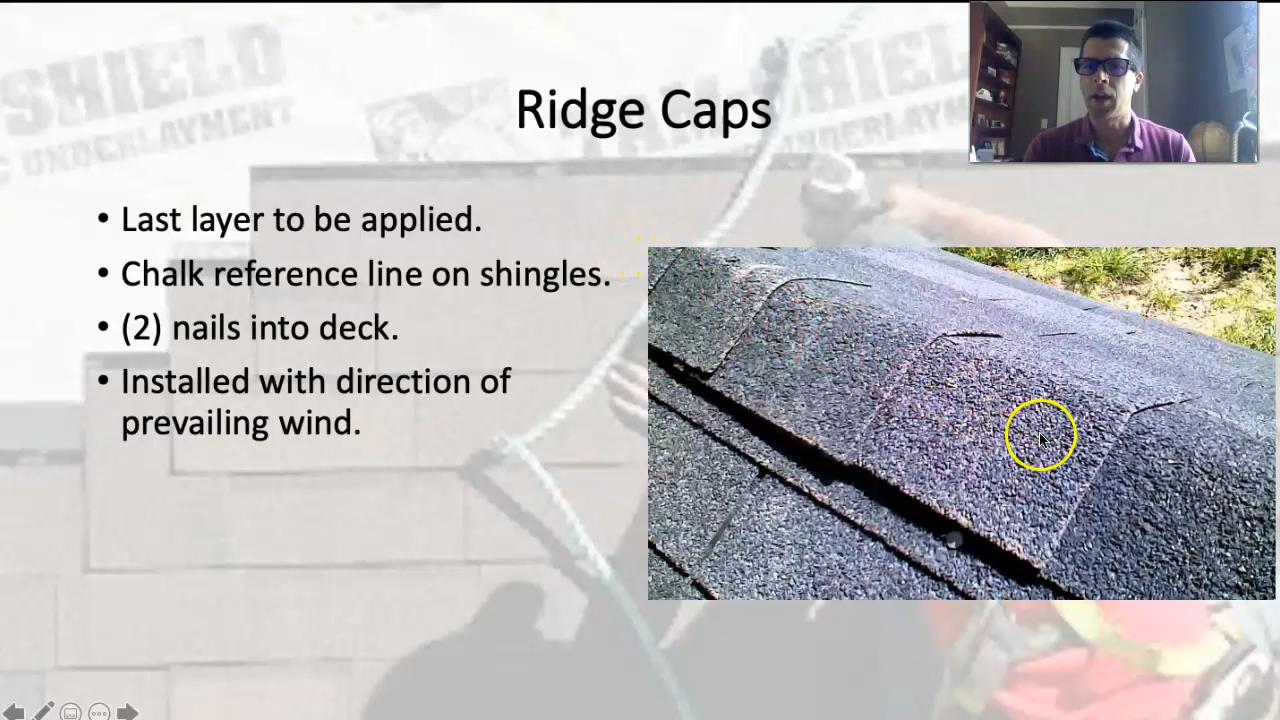 SHIELD
UNDERLAYMENT
Ridge Caps
• Last layer to be applied.
• Chalk reference line on shingles.
• (2) nails into deck.
• Installed with direction of
prevailing wind.